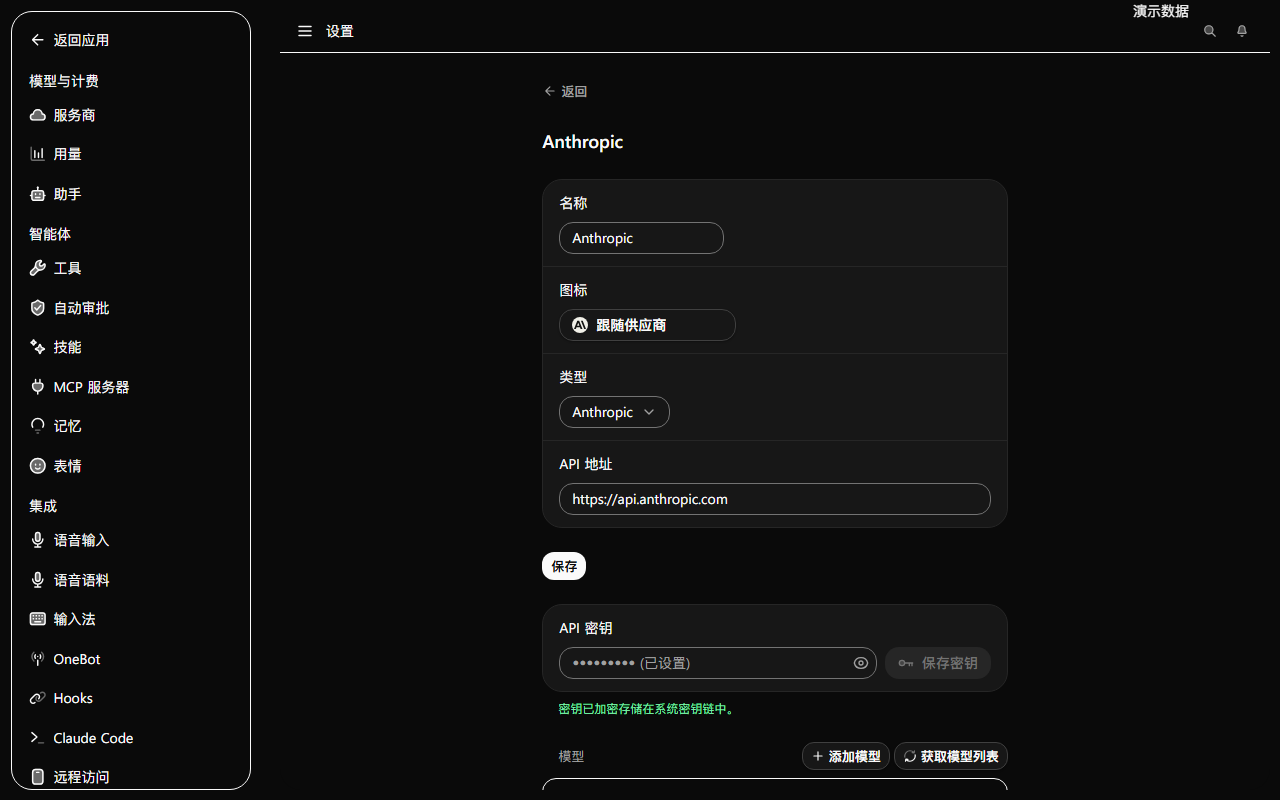 返回应用
模型与计费
服务商
用量
助手
智能体
工具
自动审批
技能
MCP 服务器
记忆
表情
集成
语音输入
语音语料
输入法
OneBot
Hooks
Claude Code
远程访问
设置
演示数据
返回
Anthropic
名称
Anthropic
图标
跟随供应商
类型
Anthropic
API 地址
https://api.anthropic.com
保存
API 密钥
••••••••• (已设置)
保存密钥
密钥已加密存储在系统密钥链中。
模型
添加模型
获取模型列表